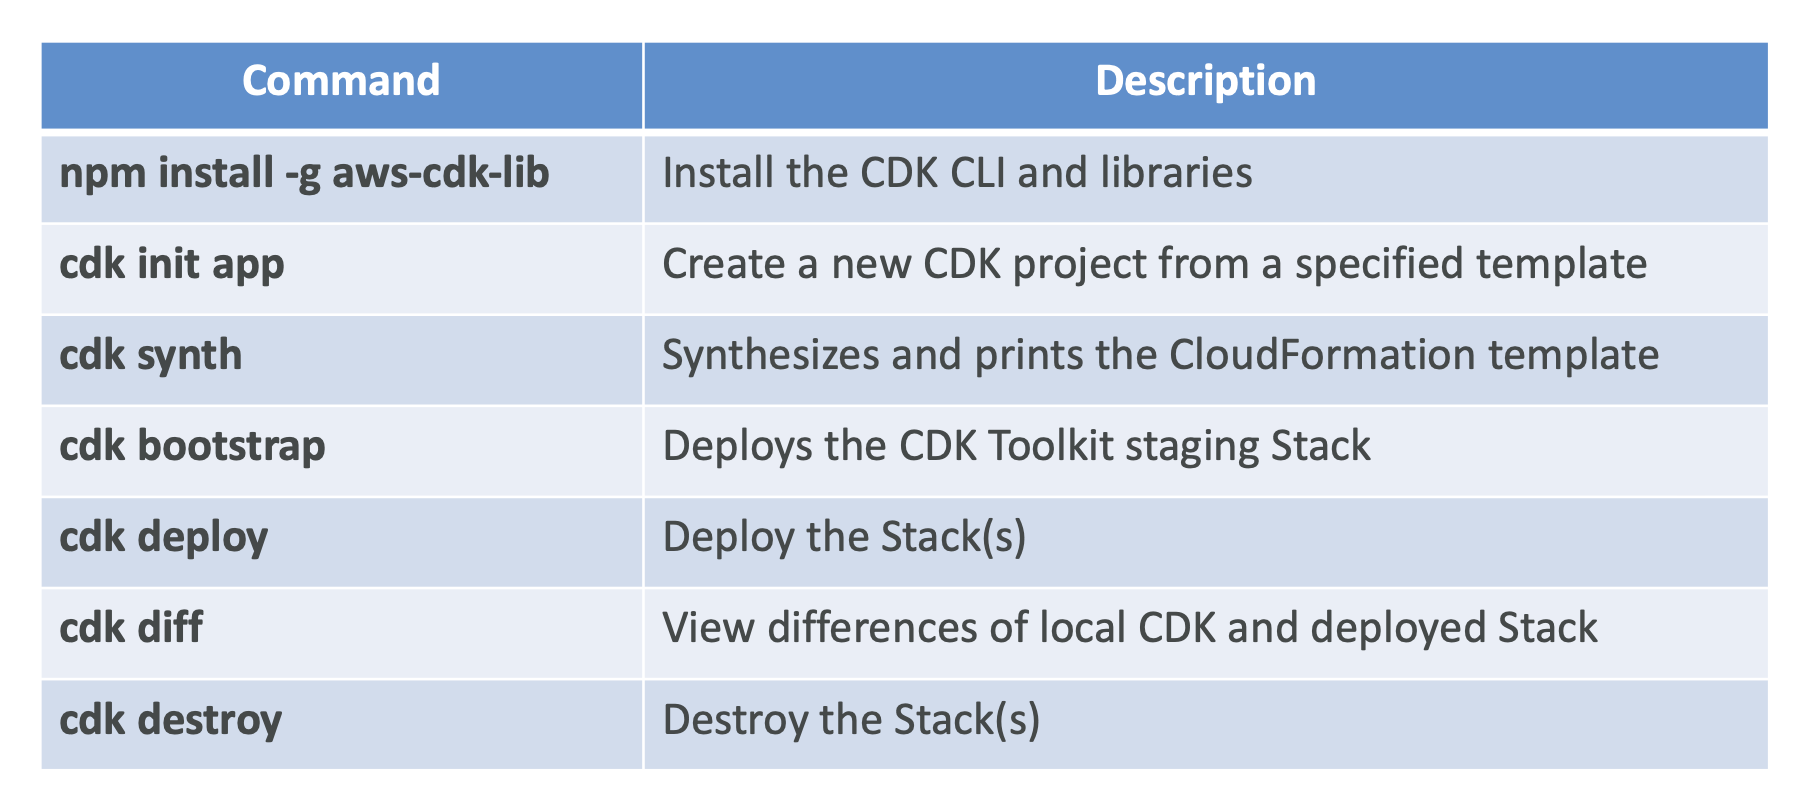 Command Description
npm install -g aws-cdk-lib Install the CDK CLI and libraries
cdk init app Create a new CDK project from a specified template
cdk synth Synthesizes and prints the CloudFormation template
cdk bootstrap Deploys the CDK Toolkit staging Stack
cdk deploy Deploy the Stack(s)
cdk diff View differences of local CDK and deployed Stack
cdk destroy Destroy the Stack(s)